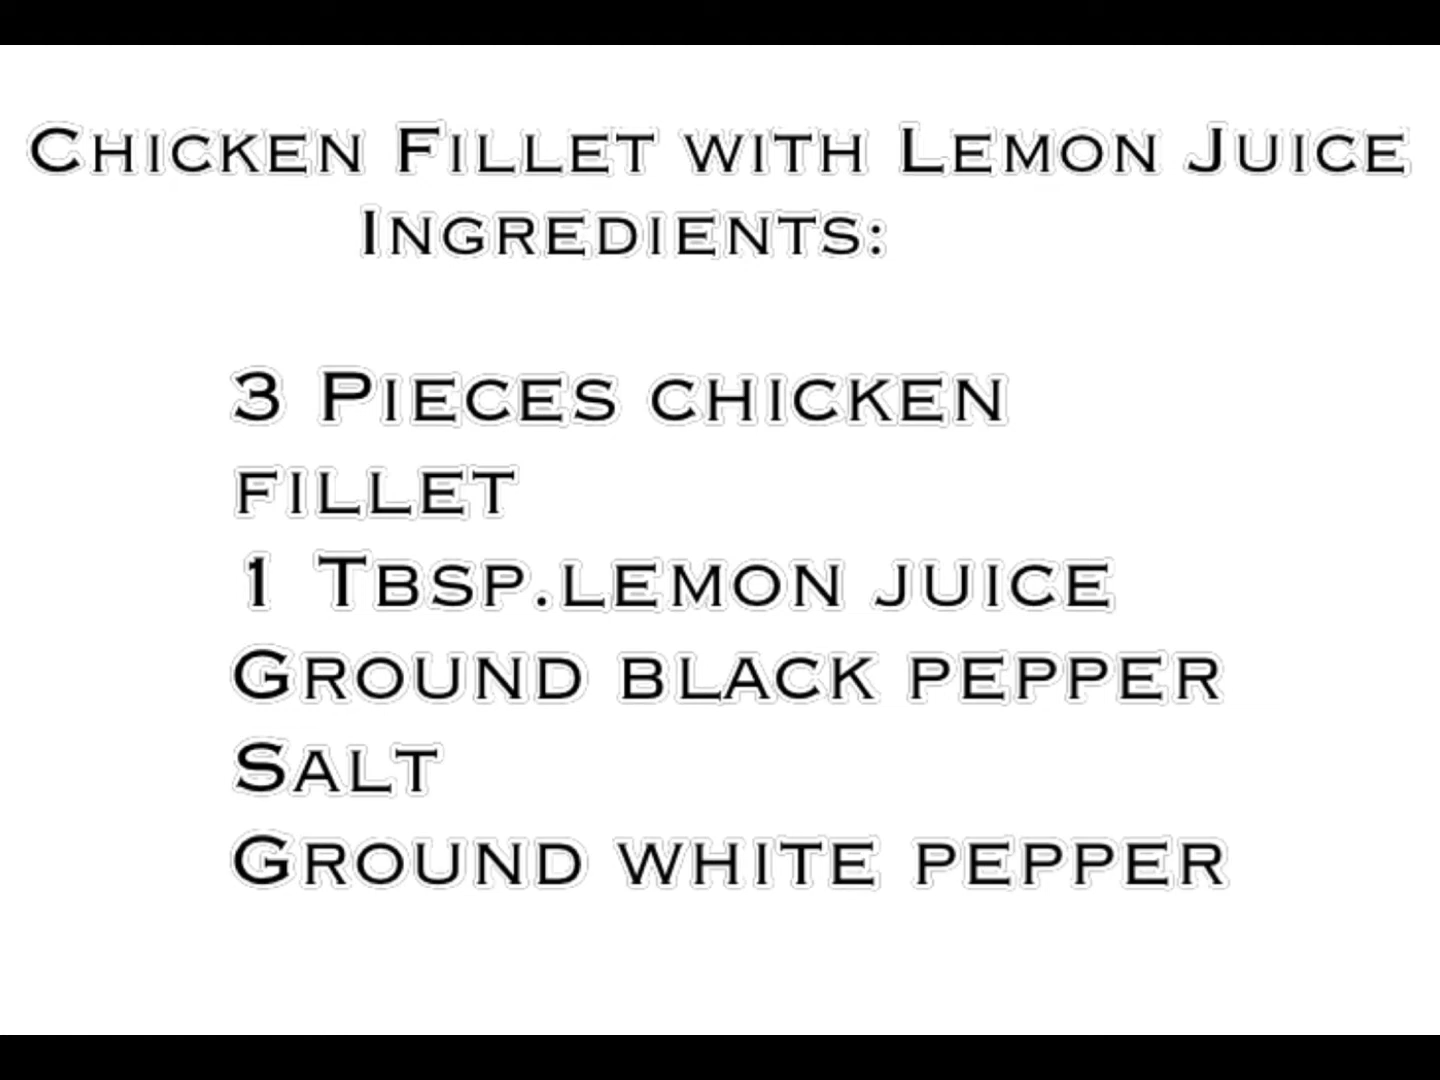 Chicken Fillet with Lemon Juice
Ingredients:
3 Pieces chicken
fillet
1 Tbsp.lemon juice
Ground black pepper
Salt
Ground white pepper